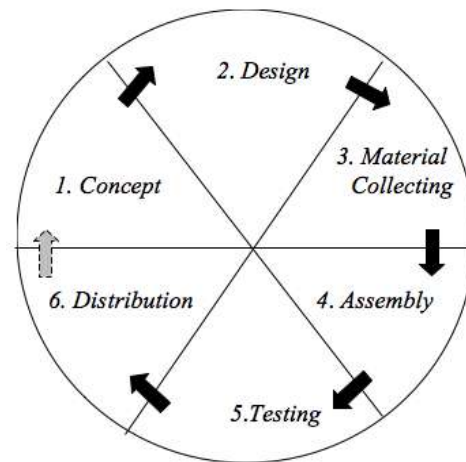 1. Concept
2. Design
3. Material
Collecting
4. Assembly
5.Testing
6. Distribution